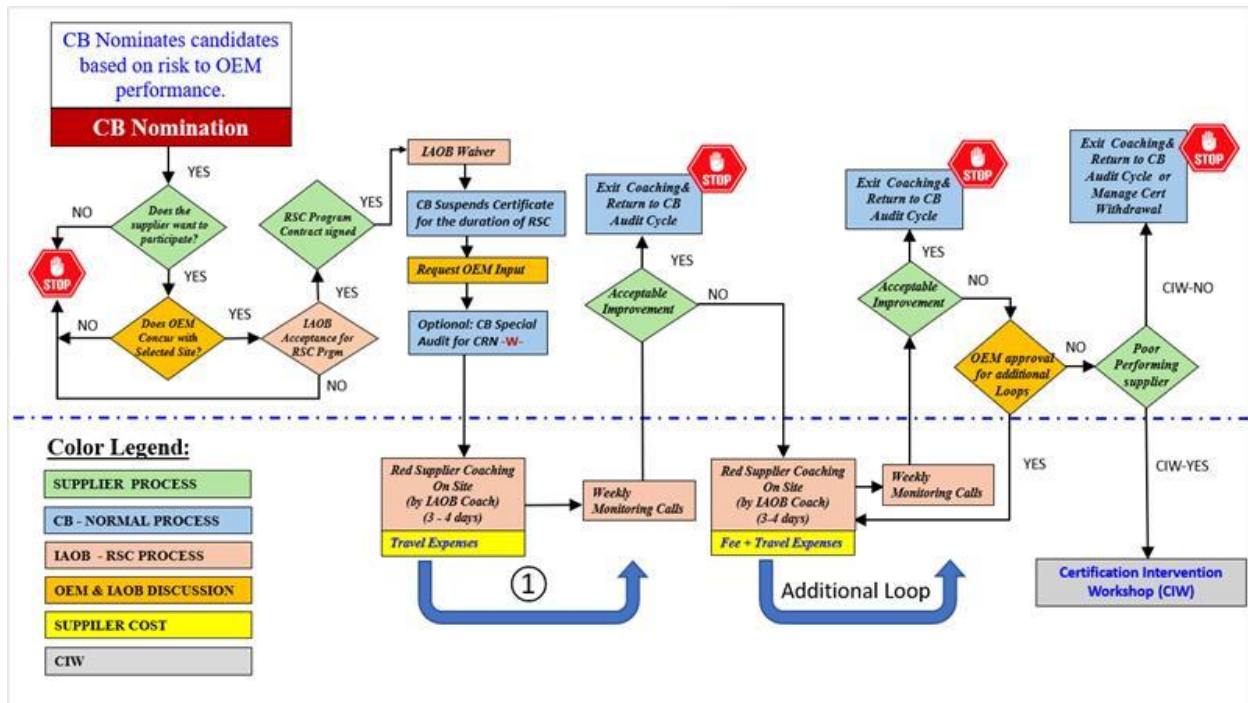 CB Nominates candidates
based on risk to OEM
performance.
CB Nomination
YES
NO
Does the
supplier want to
participate?
STOP
YES
NO
Does OEM
Concur with
Selected Site?
YES
IAOB
Acceptance for
RSC Prgm
NO
YES
RSC Program
Contract signed
YES
IAOB Waiver
CB Suspends Certificate
for the duration of RSC
Request OEM Input
Optional: CB Special
Audit for CRN -W-
STOP
Exit Coaching&
Return to CB
Audit Cycle
YES
Acceptable
Improvement
NO
STOP
Exit Coaching&
Return to CB
Audit Cycle
YES
Acceptable
Improvement
NO
OEM approval
for additional
Loops
NO
YES
STOP
Exit Coaching&
Return to CB
Audit Cycle or
Manage Cert
Withdrawal
CIW-NO
Poor
Performing
supplier
CIW-YES
Red Supplier Coaching
On Site
(by IAOB Coach)
(3 - 4 days)
Travel Expenses
Weekly
Monitoring Calls
1
Red Supplier Coaching
On Site
(by IAOB Coach)
(3-4 days)
Fee + Travel Expenses
Weekly
Monitoring Calls
Additional Loop
Certification Intervention
Workshop (CIW)
Color Legend:
SUPPLIER PROCESS
CB - NORMAL PROCESS
IAOB - RSC PROCESS
OEM & IAOB DISCUSSION
SUPPILER COST
CIW